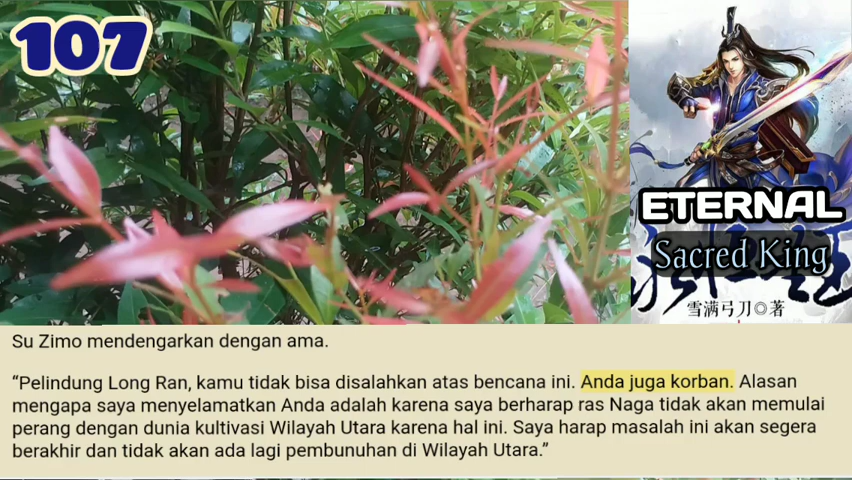 107
ETERNAL
Sacred King
雪满弓刀◎著
Su Zimo mendengarkan dengan ama.
“Pelindung Long Ran, kamu tidak bisa disalahkan atas bencana ini. Anda juga korban. Alasan
mengapa saya menyelamatkan Anda adalah karena saya berharap ras Naga tidak akan memulai
perang dengan dunia kultivasi Wilayah Utara karena hal ini. Saya harap masalah ini akan segera
berakhir dan tidak akan ada lagi pembunuhan di Wilayah Utara.”